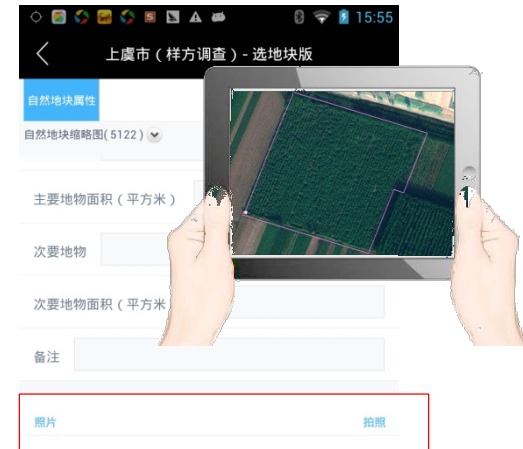 15:55
上虞市（样方调查）- 选地块版
自然地块属性
自然地块缩略图( 5122 )
主要地物面积（平方米）
次要地物
次要地物面积（平方米
备注
照片 拍照